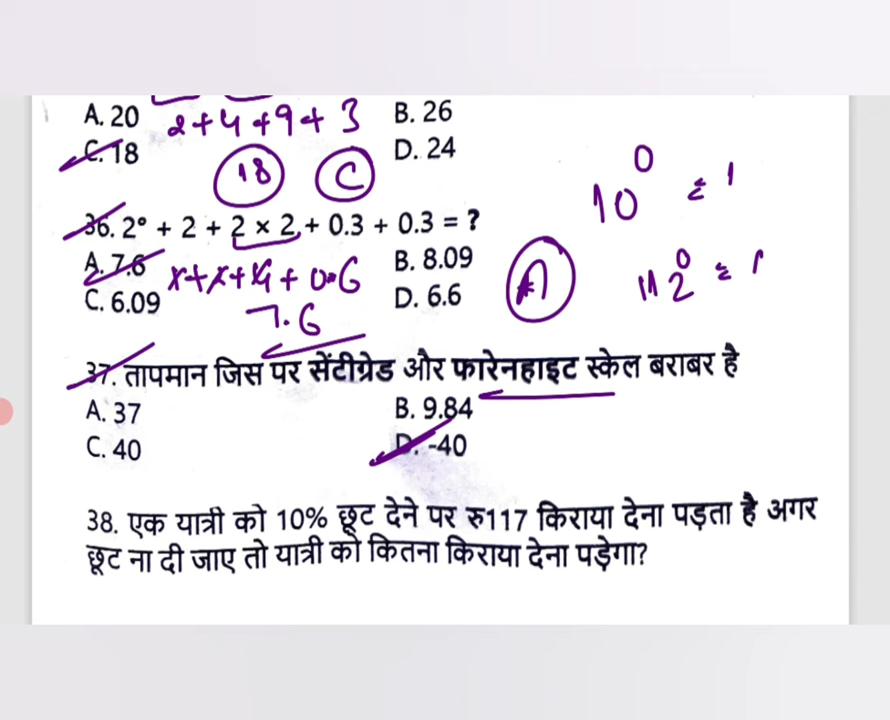 A. 20
2+4+9+3
B. 26
C. 18
18
C
D. 24
10⁰ = 1
36. 2° + 2 + 2 × 2 + 0.3 + 0.3 = ?
A. 7.6
B. 8.09
A
112⁰ = 1
C. 6.09
7.6
D. 6.6
37. तापमान जिस पर सेंटीग्रेड और फारेनहाइट स्केल बराबर है
A. 37
B. 9.84
C. 40
D. -40
38. एक यात्री को 10% छूट देने पर रु117 किराया देना पड़ता है अगर
छूट ना दी जाए तो यात्री को कितना किराया देना पड़ेगा?